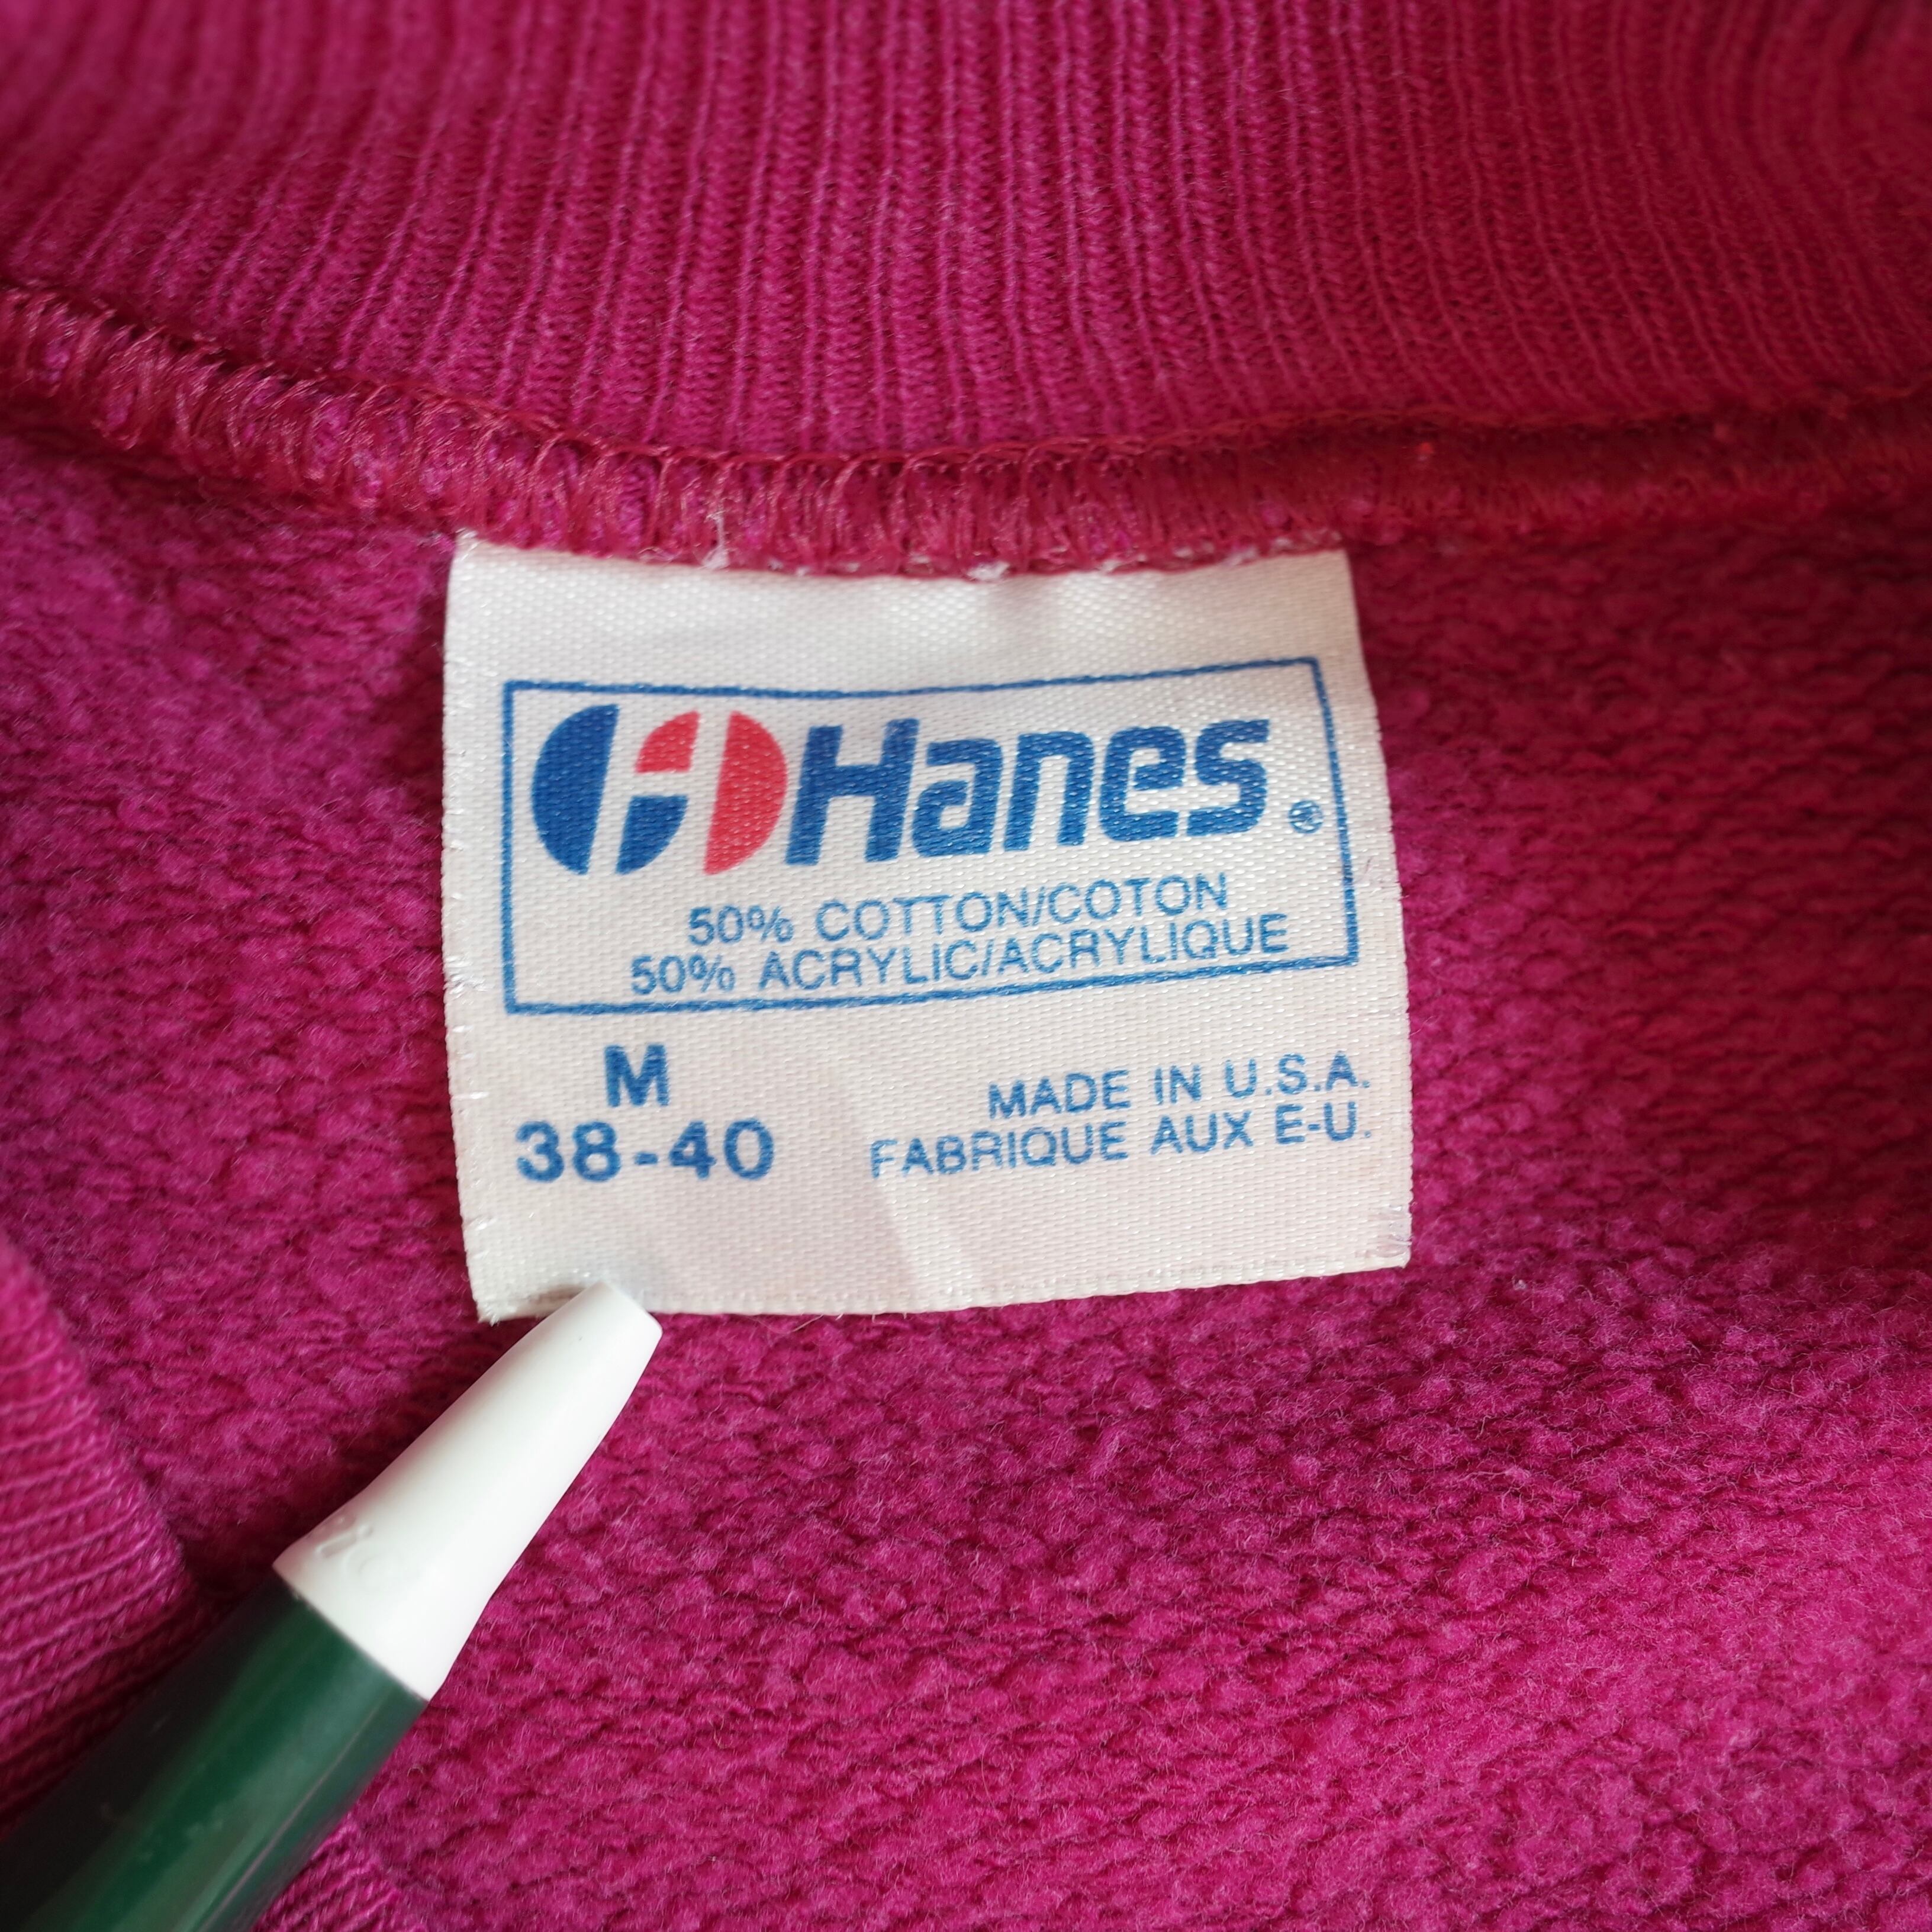 Hanes®
50% COTTON/COTON
50% ACRYLIC/ACRYLIQUE
M
38-40
MADE IN U.S.A.
FABRIQUE AUX E-U.